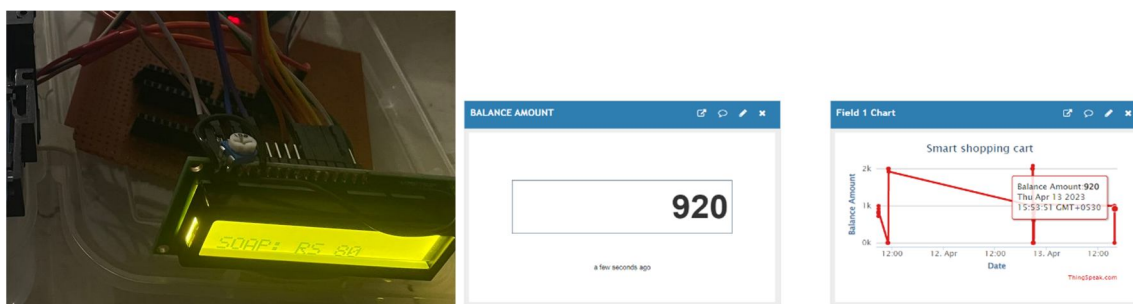 SOAP: RS 80
BALANCE AMOUNT
920
a few seconds ago
Field 1 Chart
Smart shopping cart
Balance Amount
2k
1k
0k
Balance Amount:920
Thu Apr 13 2023
15:53:51 GMT+0530
12:00
12. Apr
12:00
13. Apr
12:00
Date
ThingSpeak.com